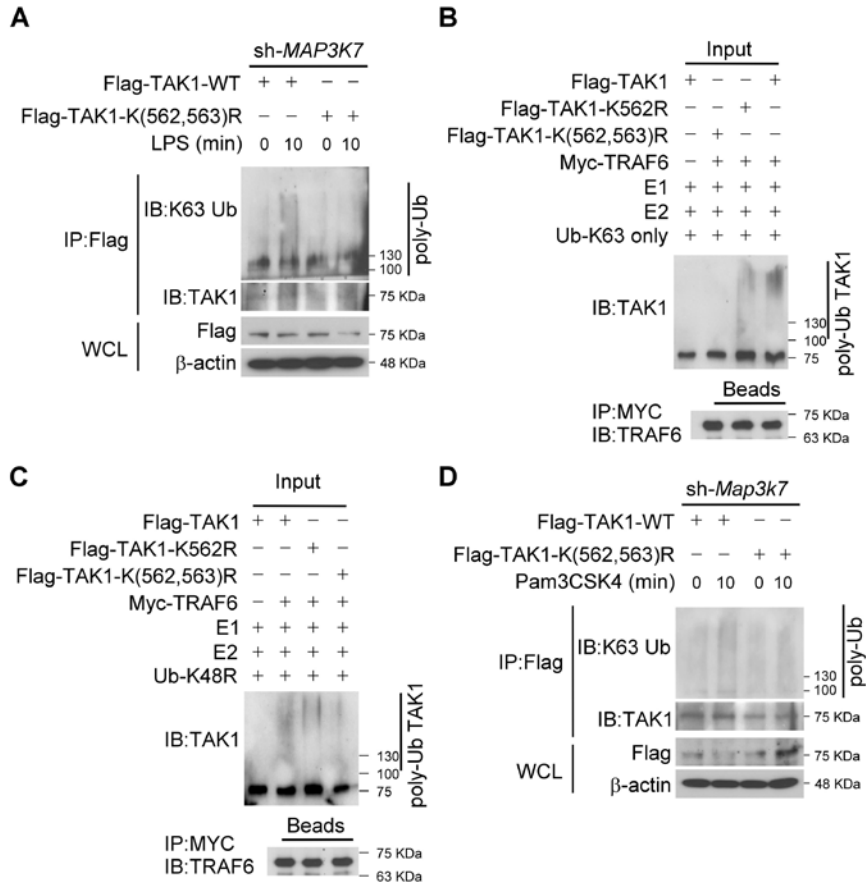 A
sh-MAP3K7
Flag-TAK1-WT + + − −
Flag-TAK1-K(562,563)R − − + +
LPS (min) 0 10 0 10
IP:Flag
IB:K63 Ub
130
100
poly-Ub
IB:TAK1
75 KDa
WCL
Flag
75 KDa
β-actin
48 KDa
B
Input
Flag-TAK1 + − − +
Flag-TAK1-K562R − − + −
Flag-TAK1-K(562,563)R − + − −
Myc-TRAF6 − + + +
E1 + + + +
E2 + + + +
Ub-K63 only + + + +
IB:TAK1
130
100
75
poly-Ub TAK1
Beads
IP:MYC
IB:TRAF6
75 KDa
63 KDa
C
Input
Flag-TAK1 + + − −
Flag-TAK1-K562R − − + −
Flag-TAK1-K(562,563)R − − − +
Myc-TRAF6 − + + +
E1 + + + +
E2 + + + +
Ub-K48R + + + +
IB:TAK1
130
100
75
poly-Ub TAK1
Beads
IP:MYC
IB:TRAF6
75 KDa
63 KDa
D
sh-Map3k7
Flag-TAK1-WT + + − −
Flag-TAK1-K(562,563)R − − + +
Pam3CSK4 (min) 0 10 0 10
IP:Flag
IB:K63 Ub
130
100
poly-Ub
IB:TAK1
75 KDa
WCL
Flag
75 KDa
β-actin
48 KDa